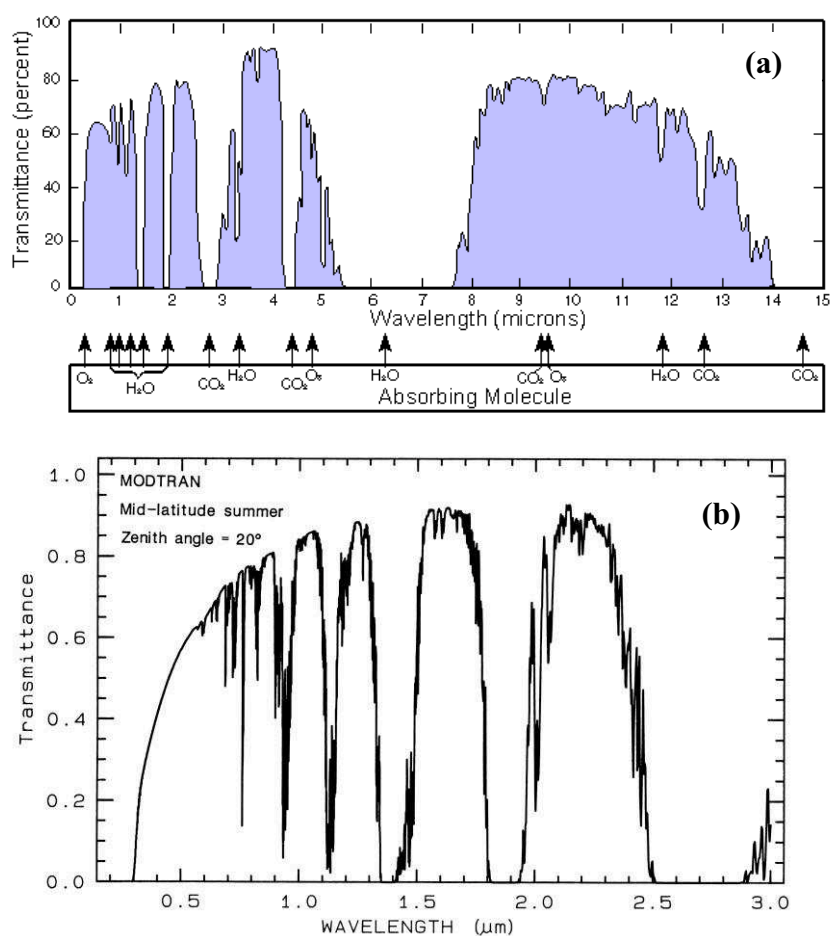 (a)
Transmittance (percent)
100
80
60
40
20
0
0 1 2 3 4 5 6 7 8 9 10 11 12 13 14 15
Wavelength (microns)
O₂ H₂O CO₂ H₂O CO₂ O₃ H₂O CO₂ O₃ H₂O CO₂ CO₂
Absorbing Molecule
(b)
MODTRAN
Mid-latitude summer
Zenith angle = 20°
Transmittance
1.0
0.8
0.6
0.4
0.2
0.0
0.5 1.0 1.5 2.0 2.5 3.0
WAVELENGTH (μm)